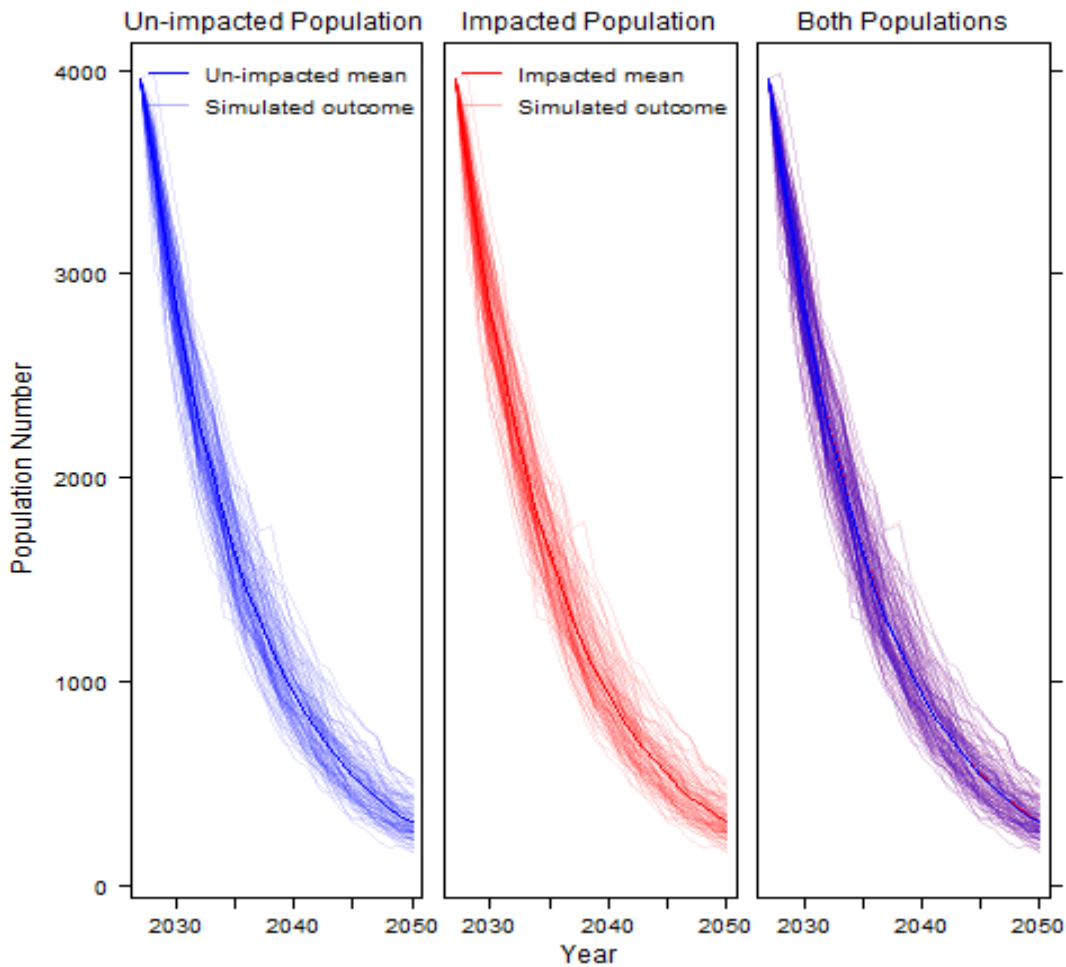 Un-impacted Population
Impacted Population
Both Populations
Un-impacted mean
Simulated outcome
Impacted mean
Simulated outcome
4000
3000
2000
1000
0
Population Number
2030 2040 2050
2030 2040 2050
2030 2040 2050
Year